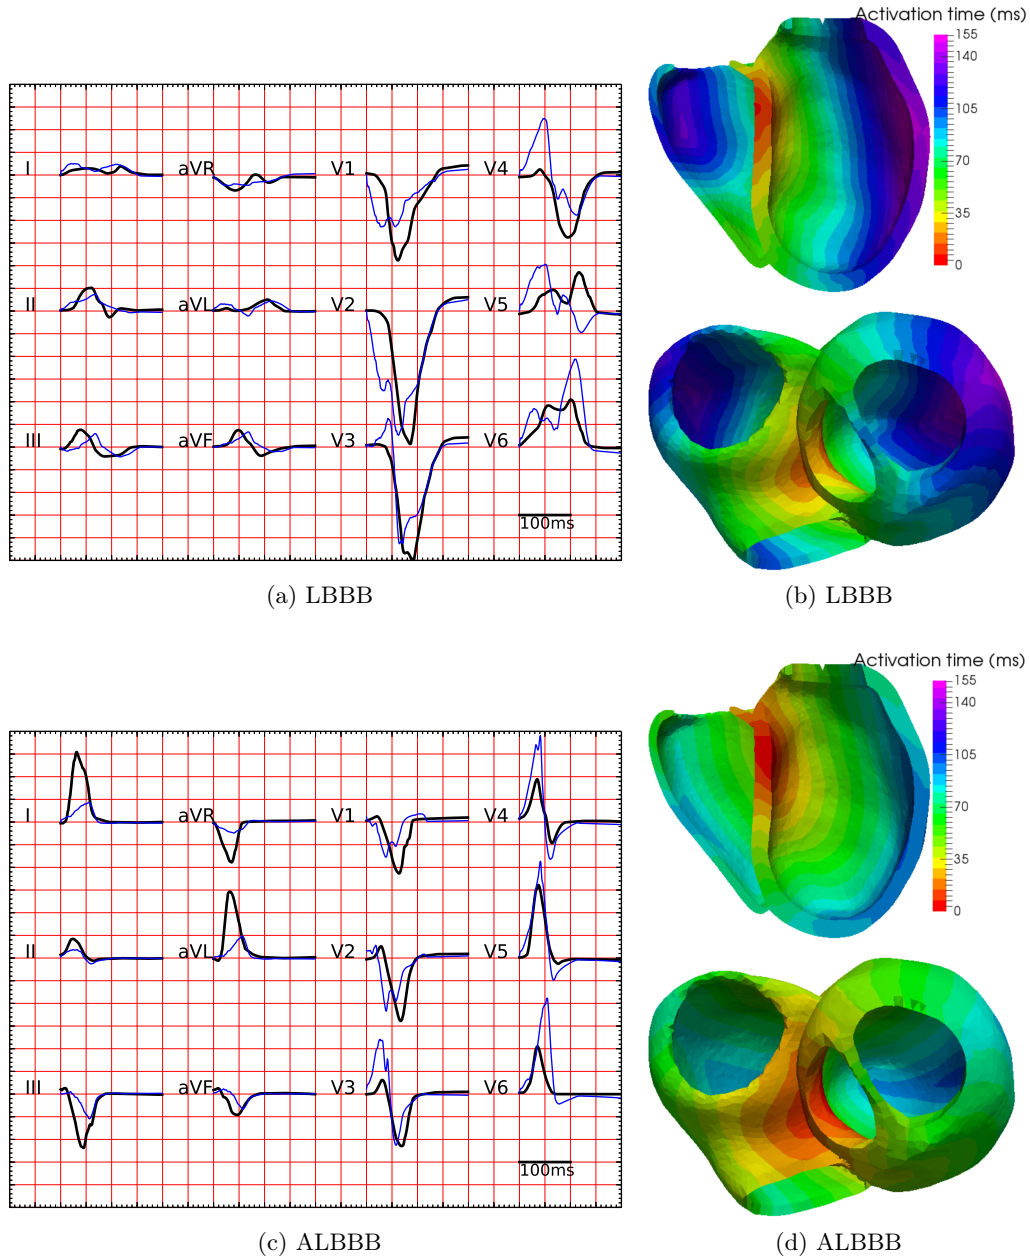 I aVR V1 V4
II aVL V2 V5
III aVF V3 V6
100ms
(a) LBBB
Activation time (ms)
155
140
105
70
35
0
(b) LBBB
I aVR V1 V4
II aVL V2 V5
III aVF V3 V6
100ms
(c) ALBBB
Activation time (ms)
155
140
105
70
35
0
(d) ALBBB